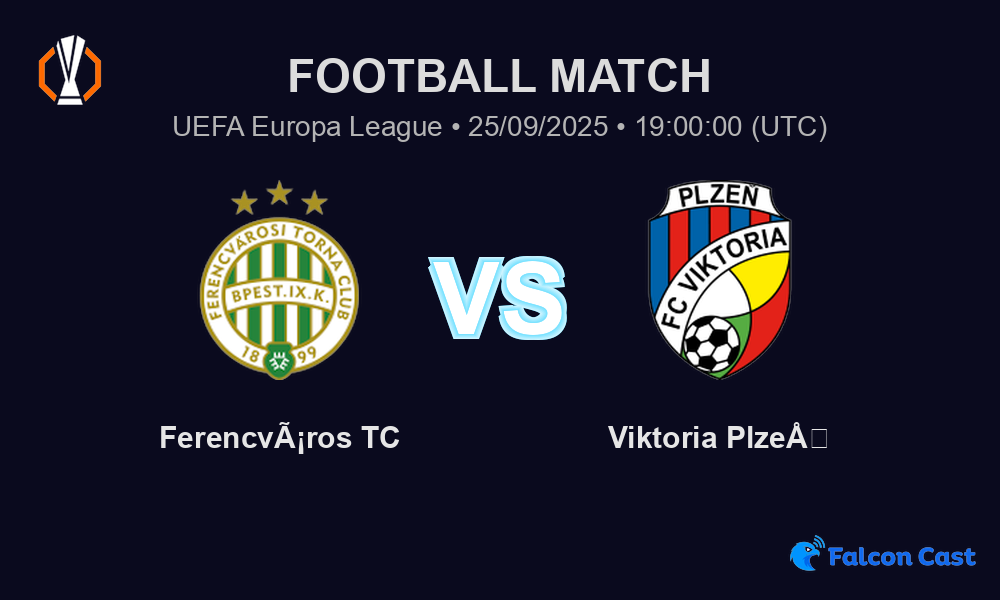 FOOTBALL MATCH
UEFA Europa League • 25/09/2025 • 19:00:00 (UTC)
FERENCVÁROSI TORNA CLUB
BPEST.IX.K.
18 99
PLZEŇ
FC VIKTORIA
VS
FerencvÃ¡ros TC
Viktoria PlzeÅ
Falcon Cast